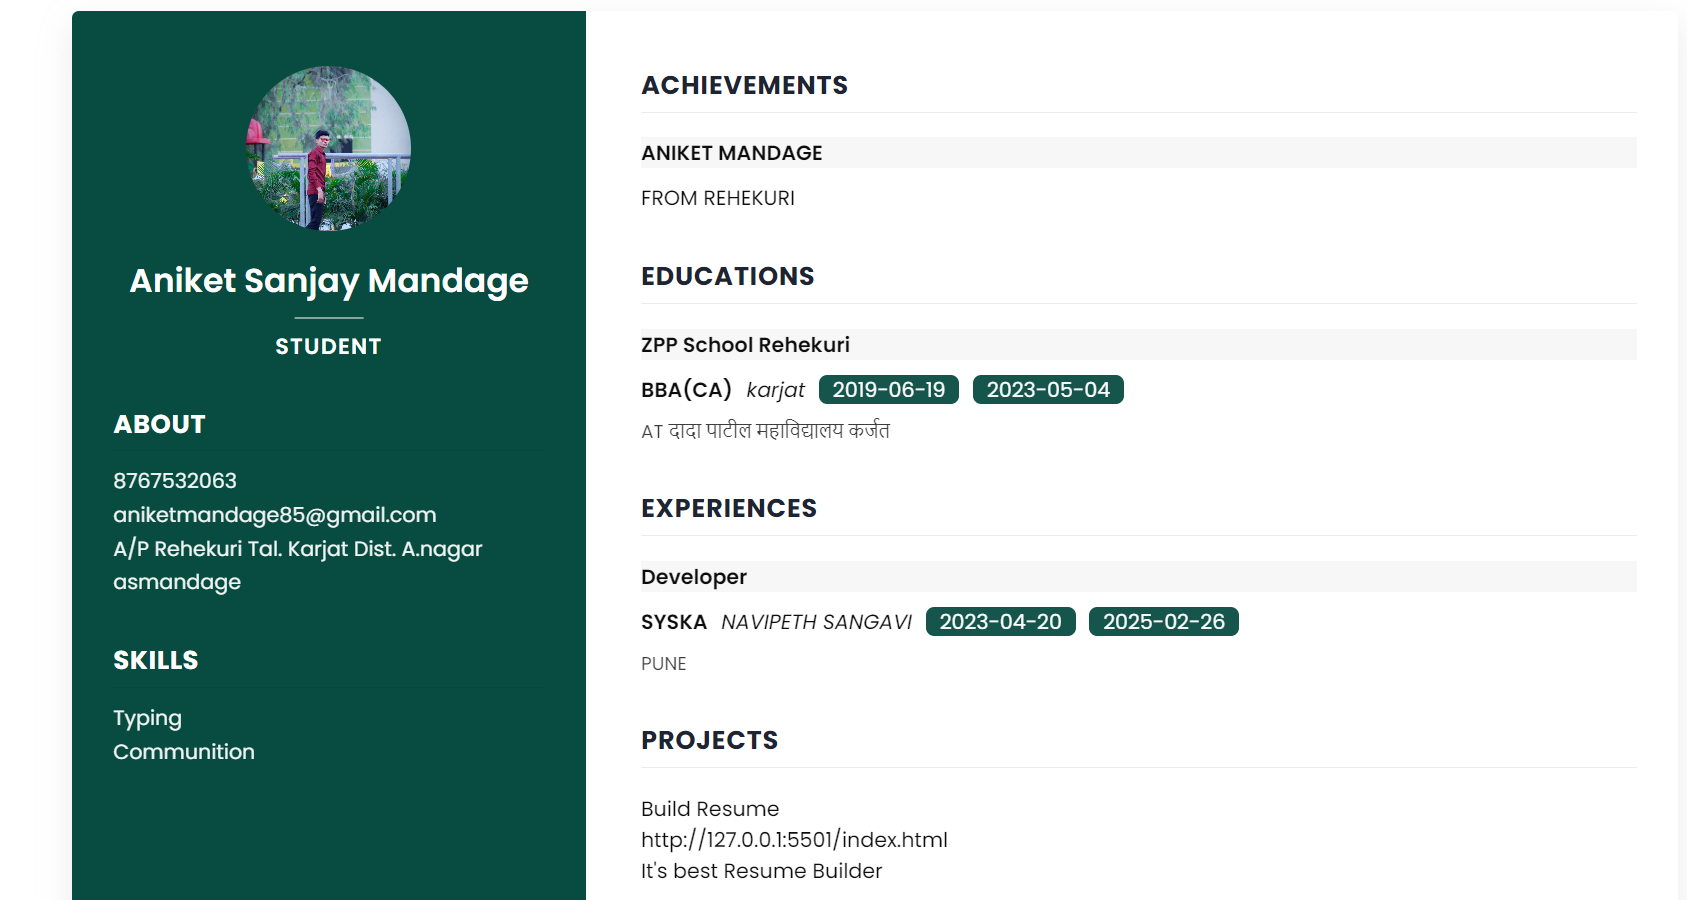 Aniket Sanjay Mandage
STUDENT
ABOUT
8767532063
aniketmandage85@gmail.com
A/P Rehekuri Tal. Karjat Dist. A.nagar
asmandage
SKILLS
Typing
Communition
ACHIEVEMENTS
ANIKET MANDAGE
FROM REHEKURI
EDUCATIONS
ZPP School Rehekuri
BBA(CA) karjat 2019-06-19 2023-05-04
AT दादा पाटील महाविद्यालय कर्जत
EXPERIENCES
Developer
SYSKA NAVIPETH SANGAVI 2023-04-20 2025-02-26
PUNE
PROJECTS
Build Resume
http://127.0.0.1:5501/index.html
It's best Resume Builder